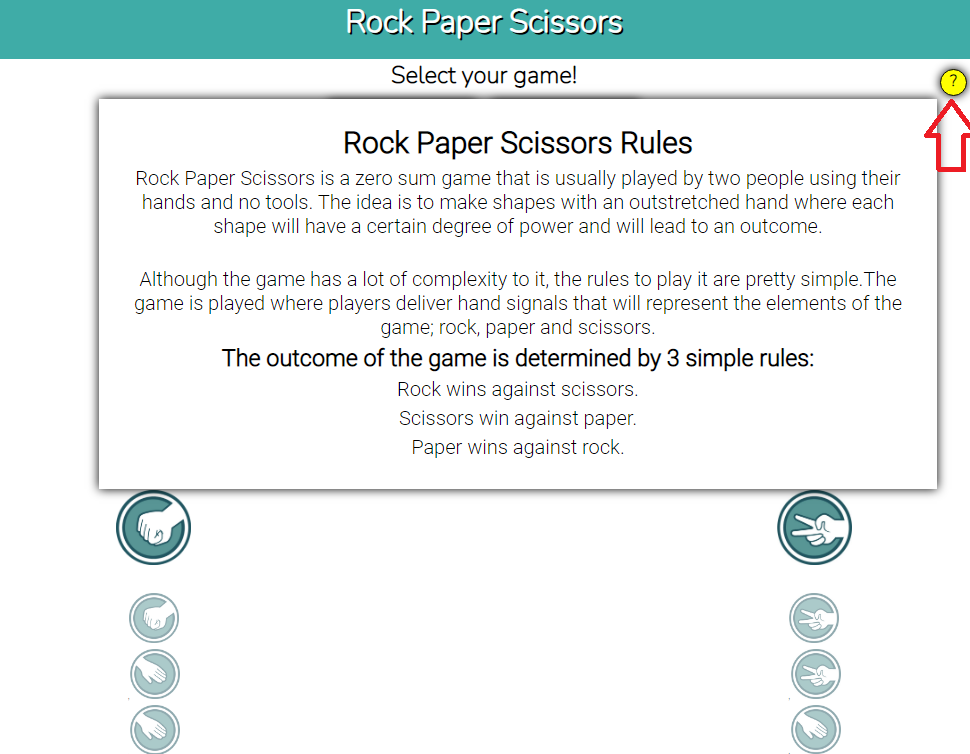 Rock Paper Scissors
Select your game!
?
Rock Paper Scissors Rules
Rock Paper Scissors is a zero sum game that is usually played by two people using their
hands and no tools. The idea is to make shapes with an outstretched hand where each
shape will have a certain degree of power and will lead to an outcome.
Although the game has a lot of complexity to it, the rules to play it are pretty simple.The
game is played where players deliver hand signals that will represent the elements of the
game; rock, paper and scissors.
The outcome of the game is determined by 3 simple rules:
Rock wins against scissors.
Scissors win against paper.
Paper wins against rock.